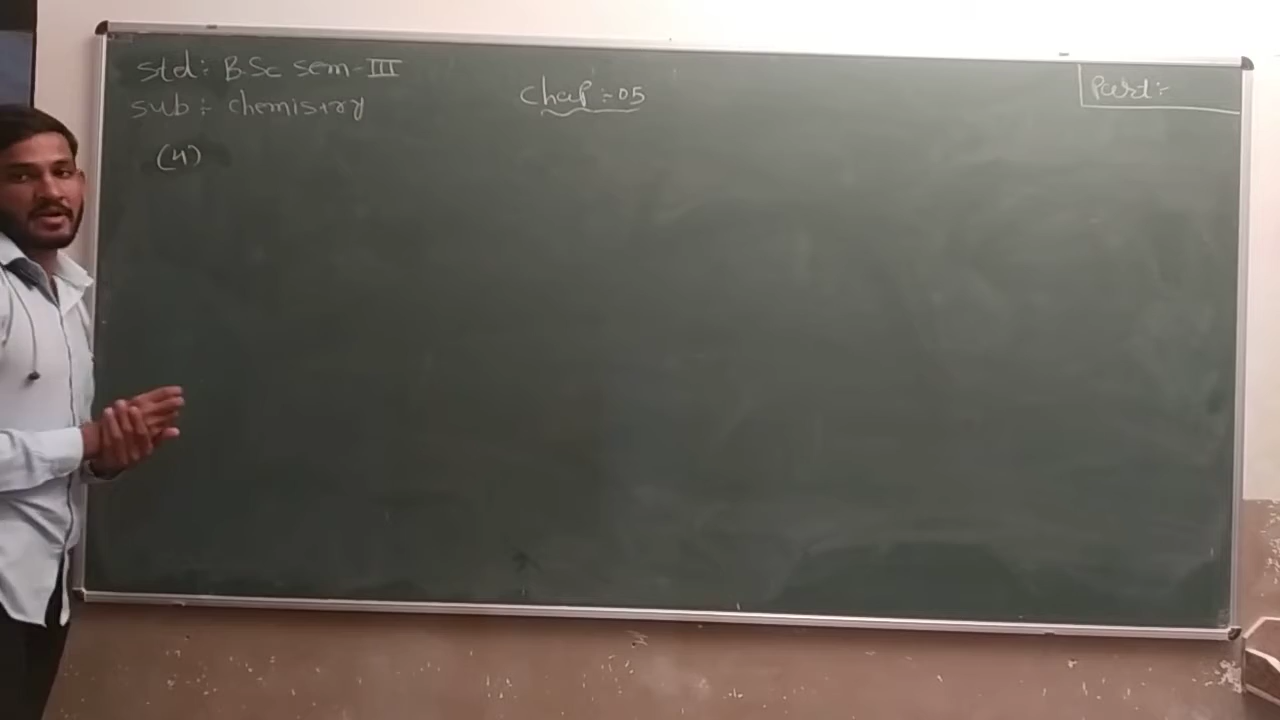 std:- B.Sc sem-III
sub:- chemistry
Chap:-05
Part:-
(4)